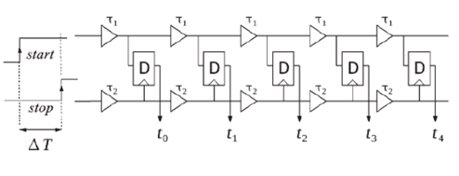 τ₁ τ₁ τ₁ τ₁ τ₁
start
D D D D D
τ₂ τ₂ τ₂ τ₂ τ₂
stop
t₀ t₁ t₂ t₃ t₄
ΔT